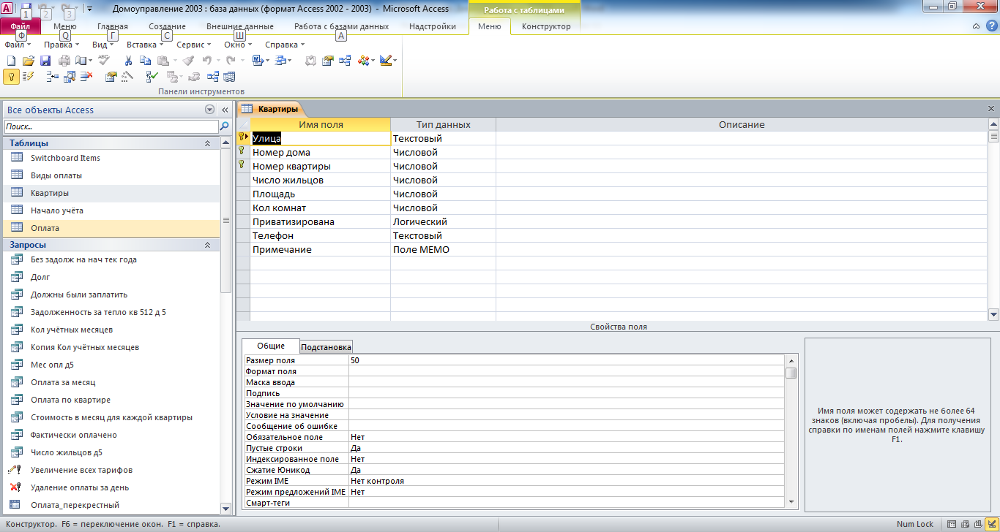 Домоуправление 2003 : база данных (формат Access 2002 - 2003) - Microsoft Access
Работа с таблицами
1 2 3
Файл Меню Главная Создание Внешние данные Работа с базами данных Надстройки Меню Конструктор
Ф Q Г С Ш А
Файл Правка Вид Вставка Сервис Окно Справка
Панели инструментов
Все объекты Access
Поиск...
Таблицы
Switchboard Items
Виды оплаты
Квартиры
Начало учёта
Оплата
Запросы
Без задолж на нач тек года
Долг
Должны были заплатить
Задолженность за тепло кв 512 д 5
Кол учётных месяцев
Копия Кол учётных месяцев
Мес опл д5
Оплата за месяц
Оплата по квартире
Стоимость в месяц для каждой квартиры
Фактически оплачено
Число жильцов д5
Увеличение всех тарифов
Удаление оплаты за день
Оплата_перекрестный
Квартиры
Имя поля Тип данных Описание
Улица Текстовый
Номер дома Числовой
Номер квартиры Числовой
Число жильцов Числовой
Площадь Числовой
Кол комнат Числовой
Приватизирована Логический
Телефон Текстовый
Примечание Поле МЕМО
Свойства поля
Общие Подстановка
Размер поля 50
Формат поля
Маска ввода
Подпись
Значение по умолчанию
Условие на значение
Сообщение об ошибке
Обязательное поле Нет
Пустые строки Да
Индексированное поле Нет
Сжатие Юникод Да
Режим IME Нет контроля
Режим предложений IME Нет
Смарт-теги
Имя поля может содержать не более 64
знаков (включая пробелы). Для получения
справки по именам полей нажмите клавишу
F1.
Конструктор. F6 = переключение окон. F1 = справка. Num Lock